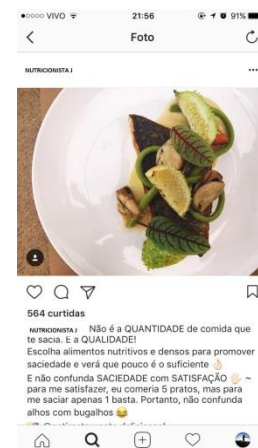 VIVO 21:56 91%
Foto
NUTRICIONISTA J
564 curtidas
NUTRICIONISTA J Não é a QUANTIDADE de comida que
te sacia. E a QUALIDADE!
Escolha alimentos nutritivos e densos para promover
saciedade e verá que pouco é o suficiente 👌
E não confunda SACIEDADE com SATISFAÇÃO ✋ ~
para me satisfazer, eu comeria 5 pratos, mas para
me saciar apenas 1 basta. Portanto, não confunda
alhos com bugalhos 😂